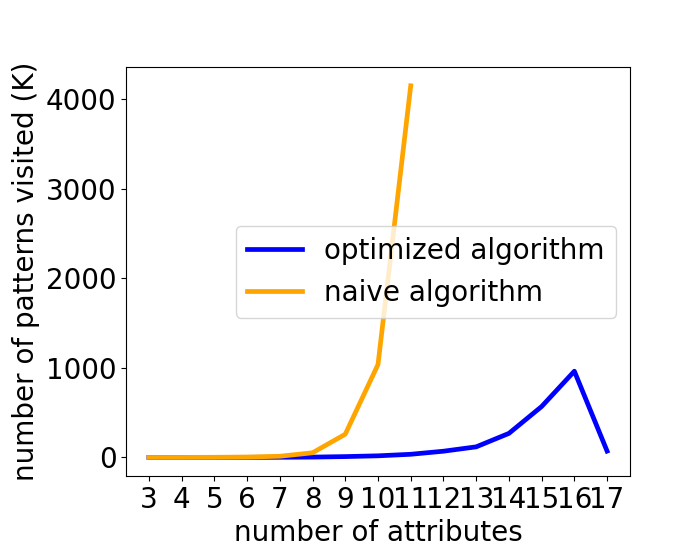 number of patterns visited (K)
4000
3000
2000
1000
0
optimized algorithm
naive algorithm
3 4 5 6 7 8 9 10 11 12 13 14 15 16 17
number of attributes